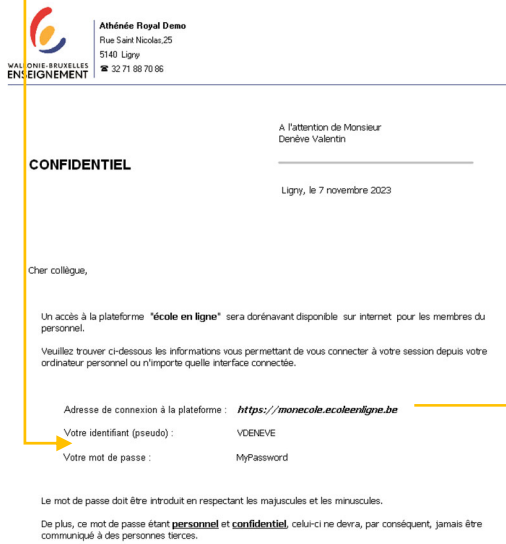 Athénée Royal Demo
Rue Saint Nicolas,25
5140 Ligny
☎ 32 71 88 70 86
WALLONIE-BRUXELLES
ENSEIGNEMENT
A l'attention de Monsieur
Denève Valentin
CONFIDENTIEL
Ligny, le 7 novembre 2023
Cher collègue,
Un accès à la plateforme "école en ligne" sera dorénavant disponible sur internet pour les membres du
personnel.
Veuillez trouver ci-dessous les informations vous permettant de vous connecter à votre session depuis votre
ordinateur personnel ou n'importe quelle interface connectée.
Adresse de connexion à la plateforme : https://monecole.ecoleenligne.be
Votre identifiant (pseudo) : VDENEVE
Votre mot de passe : MyPassword
Le mot de passe doit être introduit en respectant les majuscules et les minuscules.
De plus, ce mot de passe étant personnel et confidentiel, celui-ci ne devra, par conséquent, jamais être
communiqué à des personnes tierces.